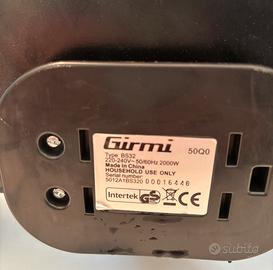 Girmi
50Q0
Type: BS32
220-240V~ 50/60Hz 2000W
Made in China
HOUSEHOLD USE ONLY
Serial number:
5012A1BS320 00016446
Intertek GS CE
subito